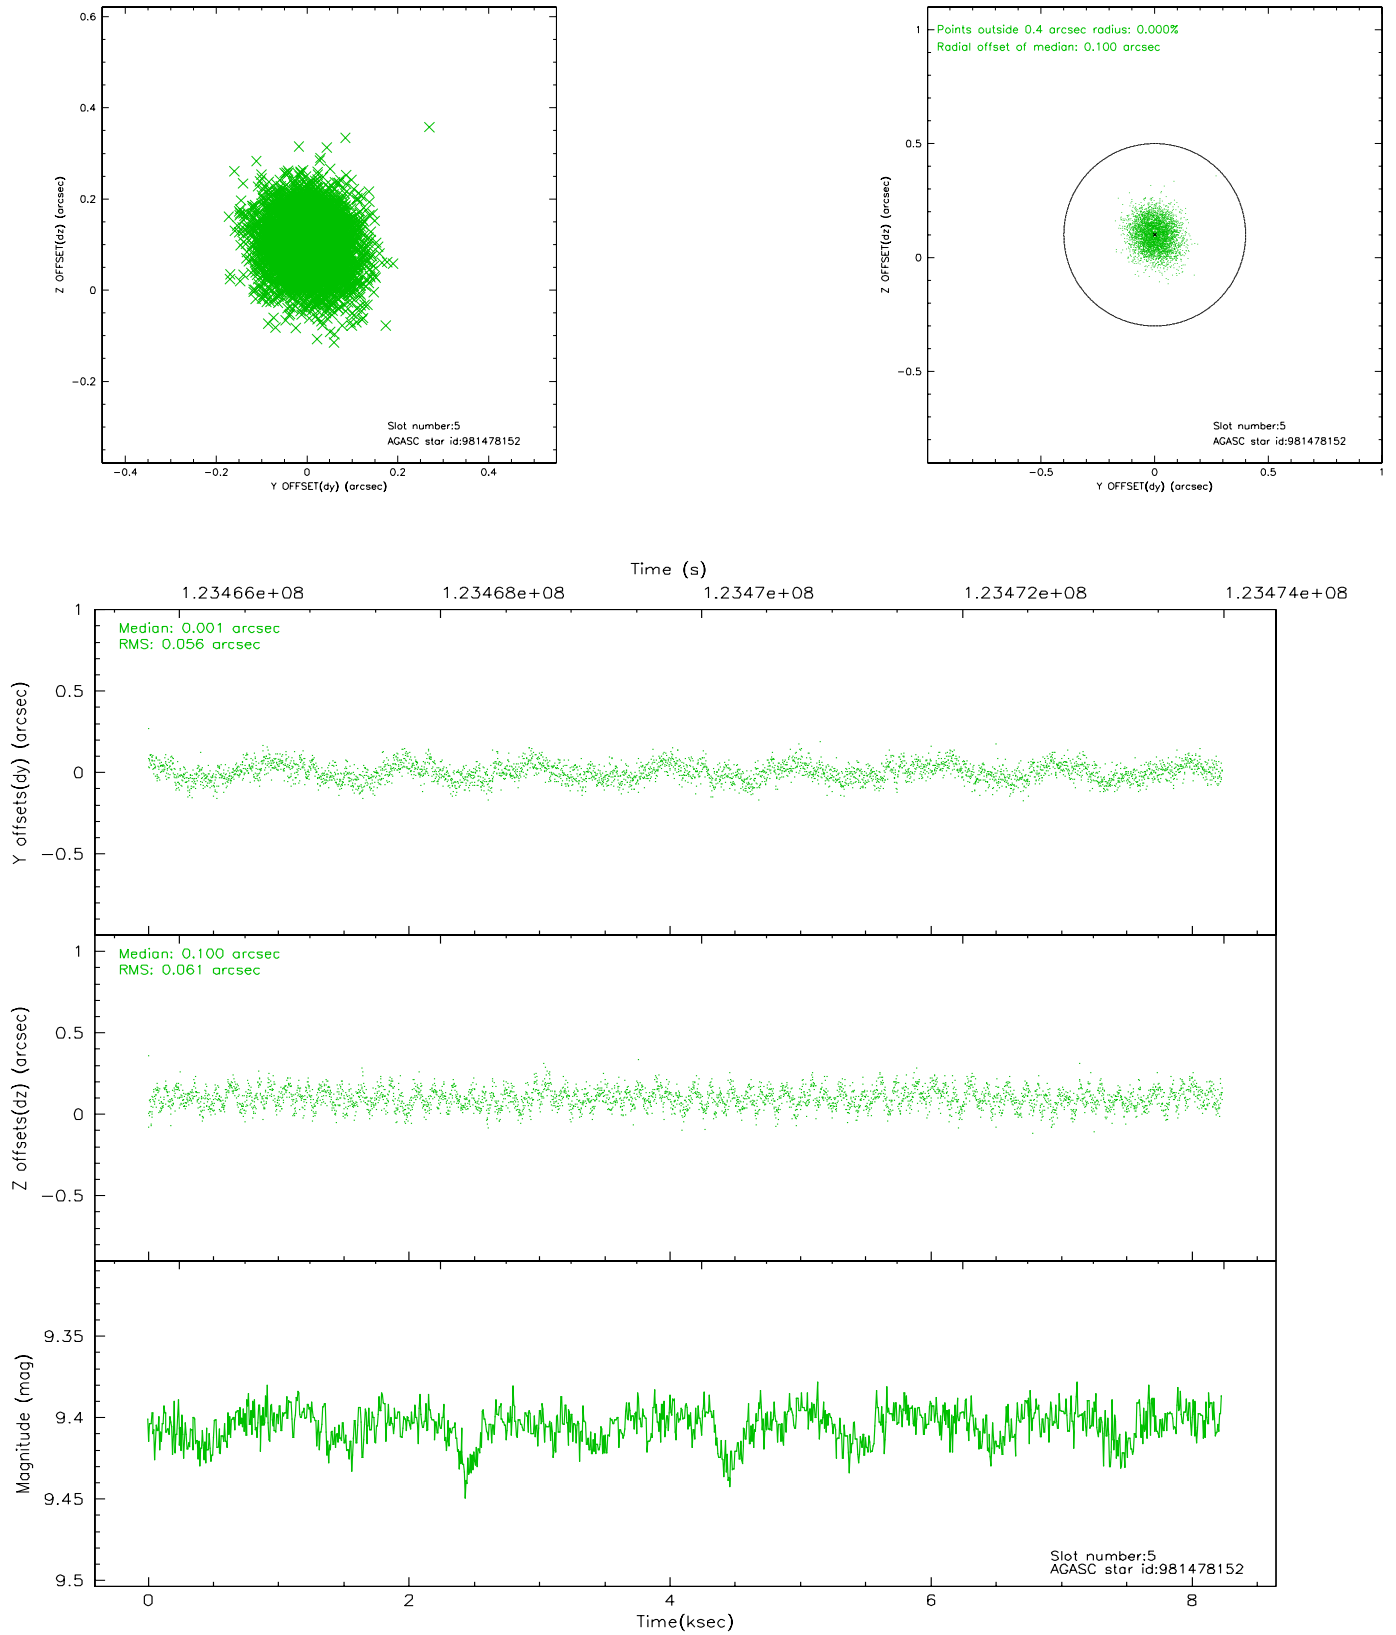 0.6
0.4
0.2
0
−0.2
Z OFFSET(dz) (arcsec)
Slot number:5
AGASC star id:981478152
−0.4 −0.2 0 0.2 0.4
Y OFFSET(dy) (arcsec)
Points outside 0.4 arcsec radius: 0.000%
Radial offset of median: 0.100 arcsec
1
0.5
0
−0.5
Z OFFSET(dz) (arcsec)
Slot number:5
AGASC star id:981478152
−0.5 0 0.5 1
Y OFFSET(dy) (arcsec)
Time (s)
1.23466e+08 1.23468e+08 1.2347e+08 1.23472e+08 1.23474e+08
Median: 0.001 arcsec
RMS: 0.056 arcsec
1
0.5
0
−0.5
Y offsets(dy) (arcsec)
Median: 0.100 arcsec
RMS: 0.061 arcsec
1
0.5
0
−0.5
Z offsets(dz) (arcsec)
9.35
9.4
9.45
9.5
Magnitude (mag)
Slot number:5
AGASC star id:981478152
0 2 4 6 8
Time(ksec)